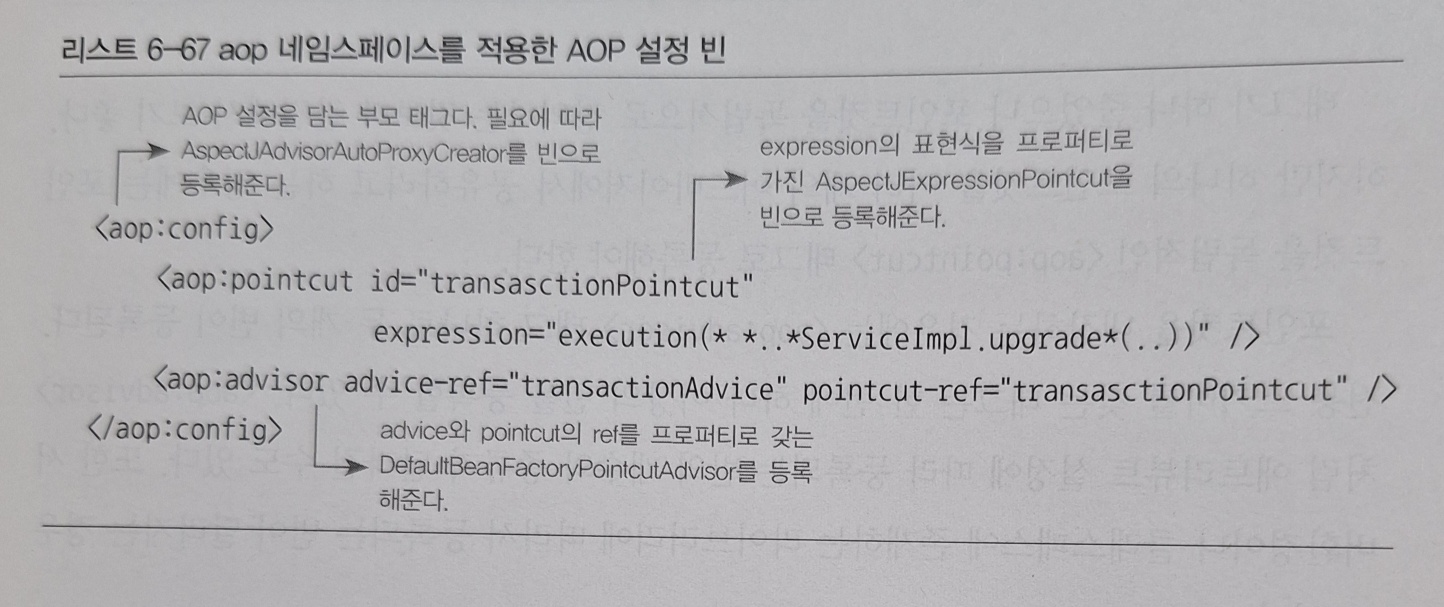 리스트 6-67 aop 네임스페이스를 적용한 AOP 설정 빈
AOP 설정을 담는 부모 태그다. 필요에 따라
AspectJAdvisorAutoProxyCreator를 빈으로
등록해준다.
expression의 표현식을 프로퍼티로
가진 AspectJExpressionPointcut을
빈으로 등록해준다.
<aop:config>
<aop:pointcut id="transasctionPointcut"
expression="execution(* *..*ServiceImpl.upgrade*(..))" />
<aop:advisor advice-ref="transactionAdvice" pointcut-ref="transasctionPointcut" />
</aop:config>
advice와 pointcut의 ref를 프로퍼티로 갖는
DefaultBeanFactoryPointcutAdvisor를 등록
해준다.